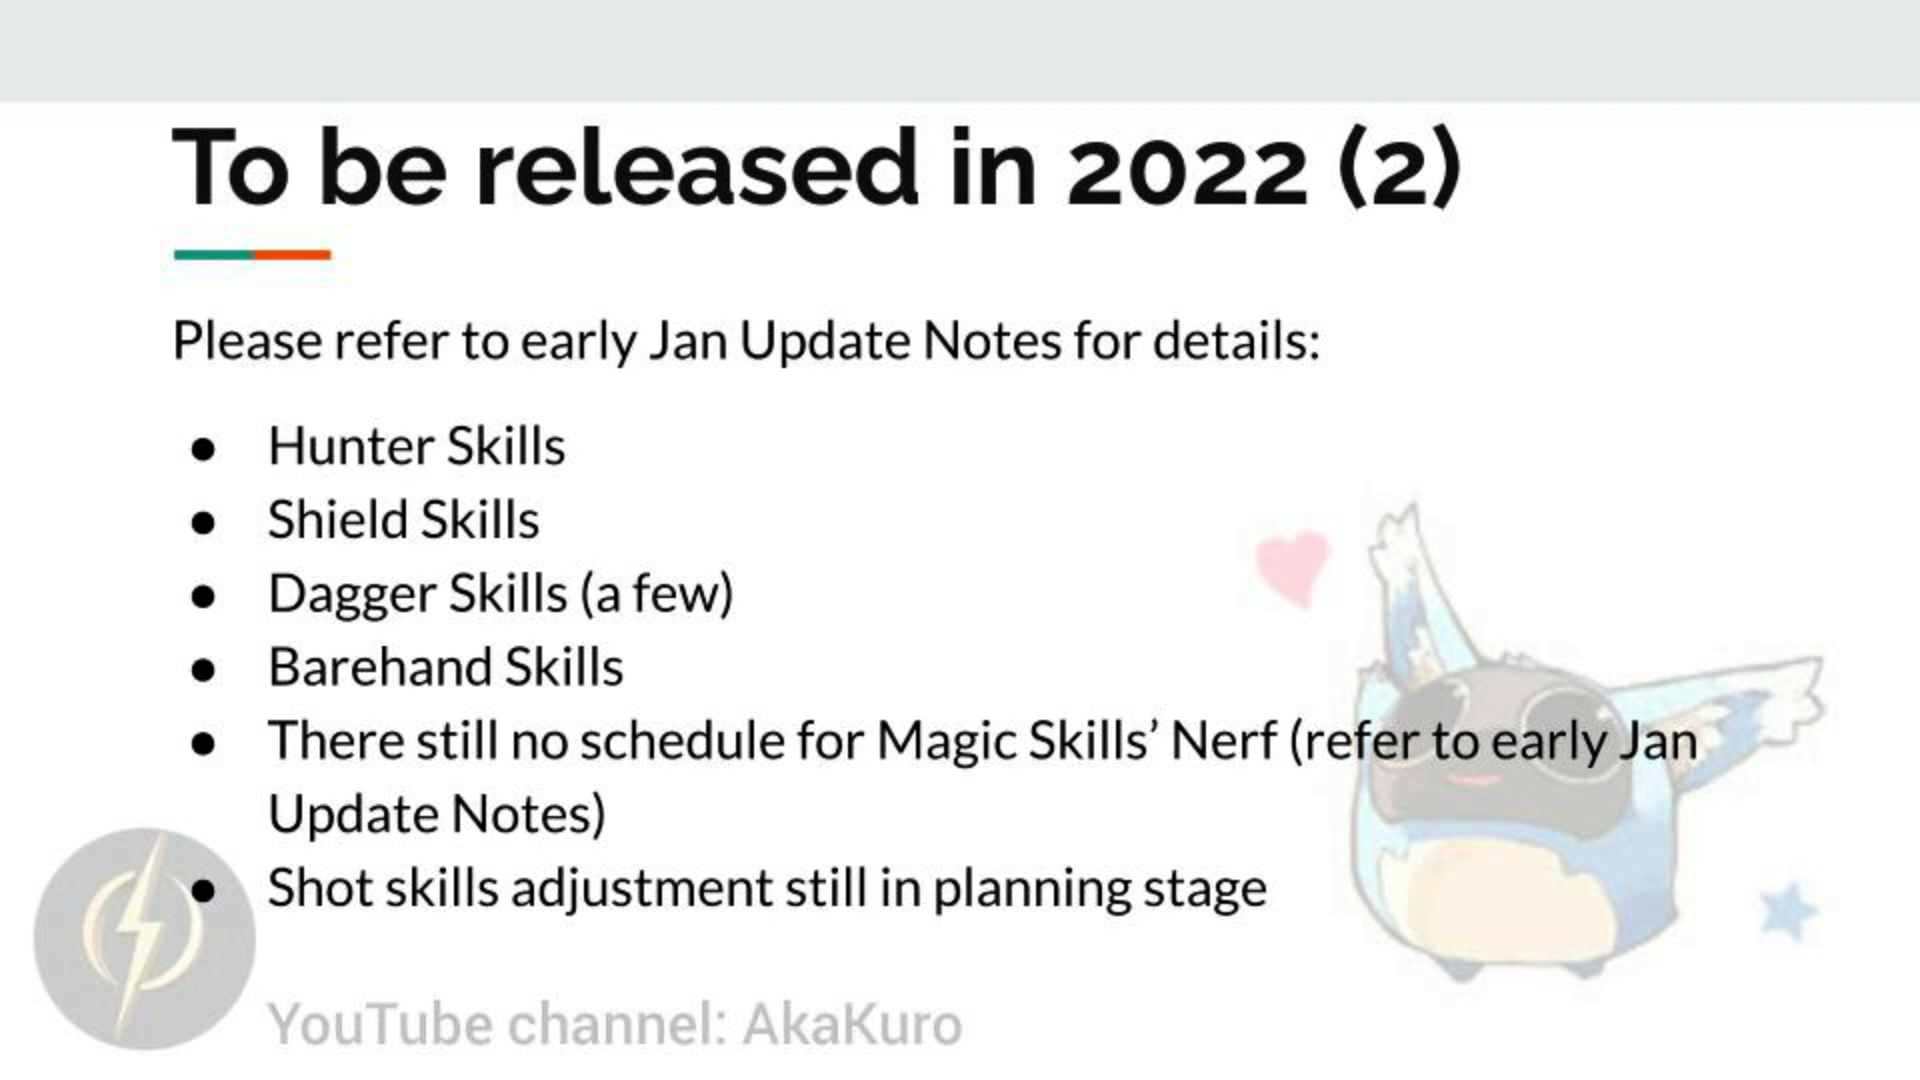 To be released in 2022 (2)
Please refer to early Jan Update Notes for details:
● Hunter Skills
● Shield Skills
● Dagger Skills (a few)
● Barehand Skills
● There still no schedule for Magic Skills’ Nerf (refer to early Jan
Update Notes)
● Shot skills adjustment still in planning stage
YouTube channel: AkaKuro